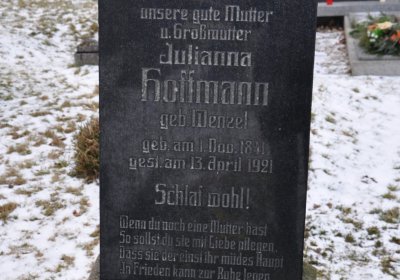 unsere gute Mutter
u. Großmutter
Julianna
Hoffmann
geb. Wenzel
geb. am 1. Nov. 1831
gest. am 13. April 1921
Schlaf wohl!
Wenn du noch eine Mutter hast
So sollst du sie mit Liebe pflegen,
Dass sie dereinst ihr müdes Haupt
In Frieden kann zur Ruhe legen